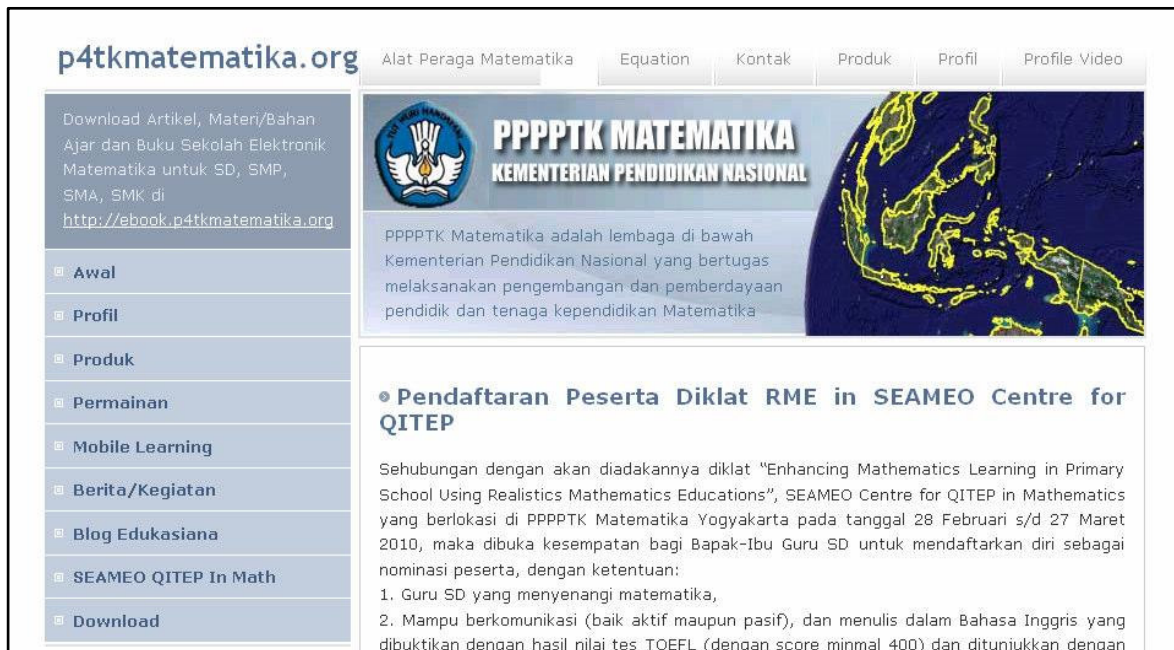 p4tkmatematika.org
Alat Peraga Matematika
Equation
Kontak
Produk
Profil
Profile Video
Download Artikel, Materi/Bahan
Ajar dan Buku Sekolah Elektronik
Matematika untuk SD, SMP,
SMA, SMK di
http://ebook.p4tkmatematika.org
Awal
Profil
Produk
Permainan
Mobile Learning
Berita/Kegiatan
Blog Edukasiana
SEAMEO QITEP In Math
Download
TUT WURI HANDAYANI
PPPPTK MATEMATIKA
KEMENTERIAN PENDIDIKAN NASIONAL
PPPPTK Matematika adalah lembaga di bawah
Kementerian Pendidikan Nasional yang bertugas
melaksanakan pengembangan dan pemberdayaan
pendidik dan tenaga kependidikan Matematika
Pendaftaran Peserta Diklat RME in SEAMEO Centre for
QITEP
Sehubungan dengan akan diadakannya diklat "Enhancing Mathematics Learning in Primary
School Using Realistics Mathematics Educations", SEAMEO Centre for QITEP in Mathematics
yang berlokasi di PPPPTK Matematika Yogyakarta pada tanggal 28 Februari s/d 27 Maret
2010, maka dibuka kesempatan bagi Bapak-Ibu Guru SD untuk mendaftarkan diri sebagai
nominasi peserta, dengan ketentuan:
1. Guru SD yang menyenangi matematika,
2. Mampu berkomunikasi (baik aktif maupun pasif), dan menulis dalam Bahasa Inggris yang
dibuktikan dengan hasil nilai tes TOEFL (dengan score minmal 400) dan ditunjukkan dengan